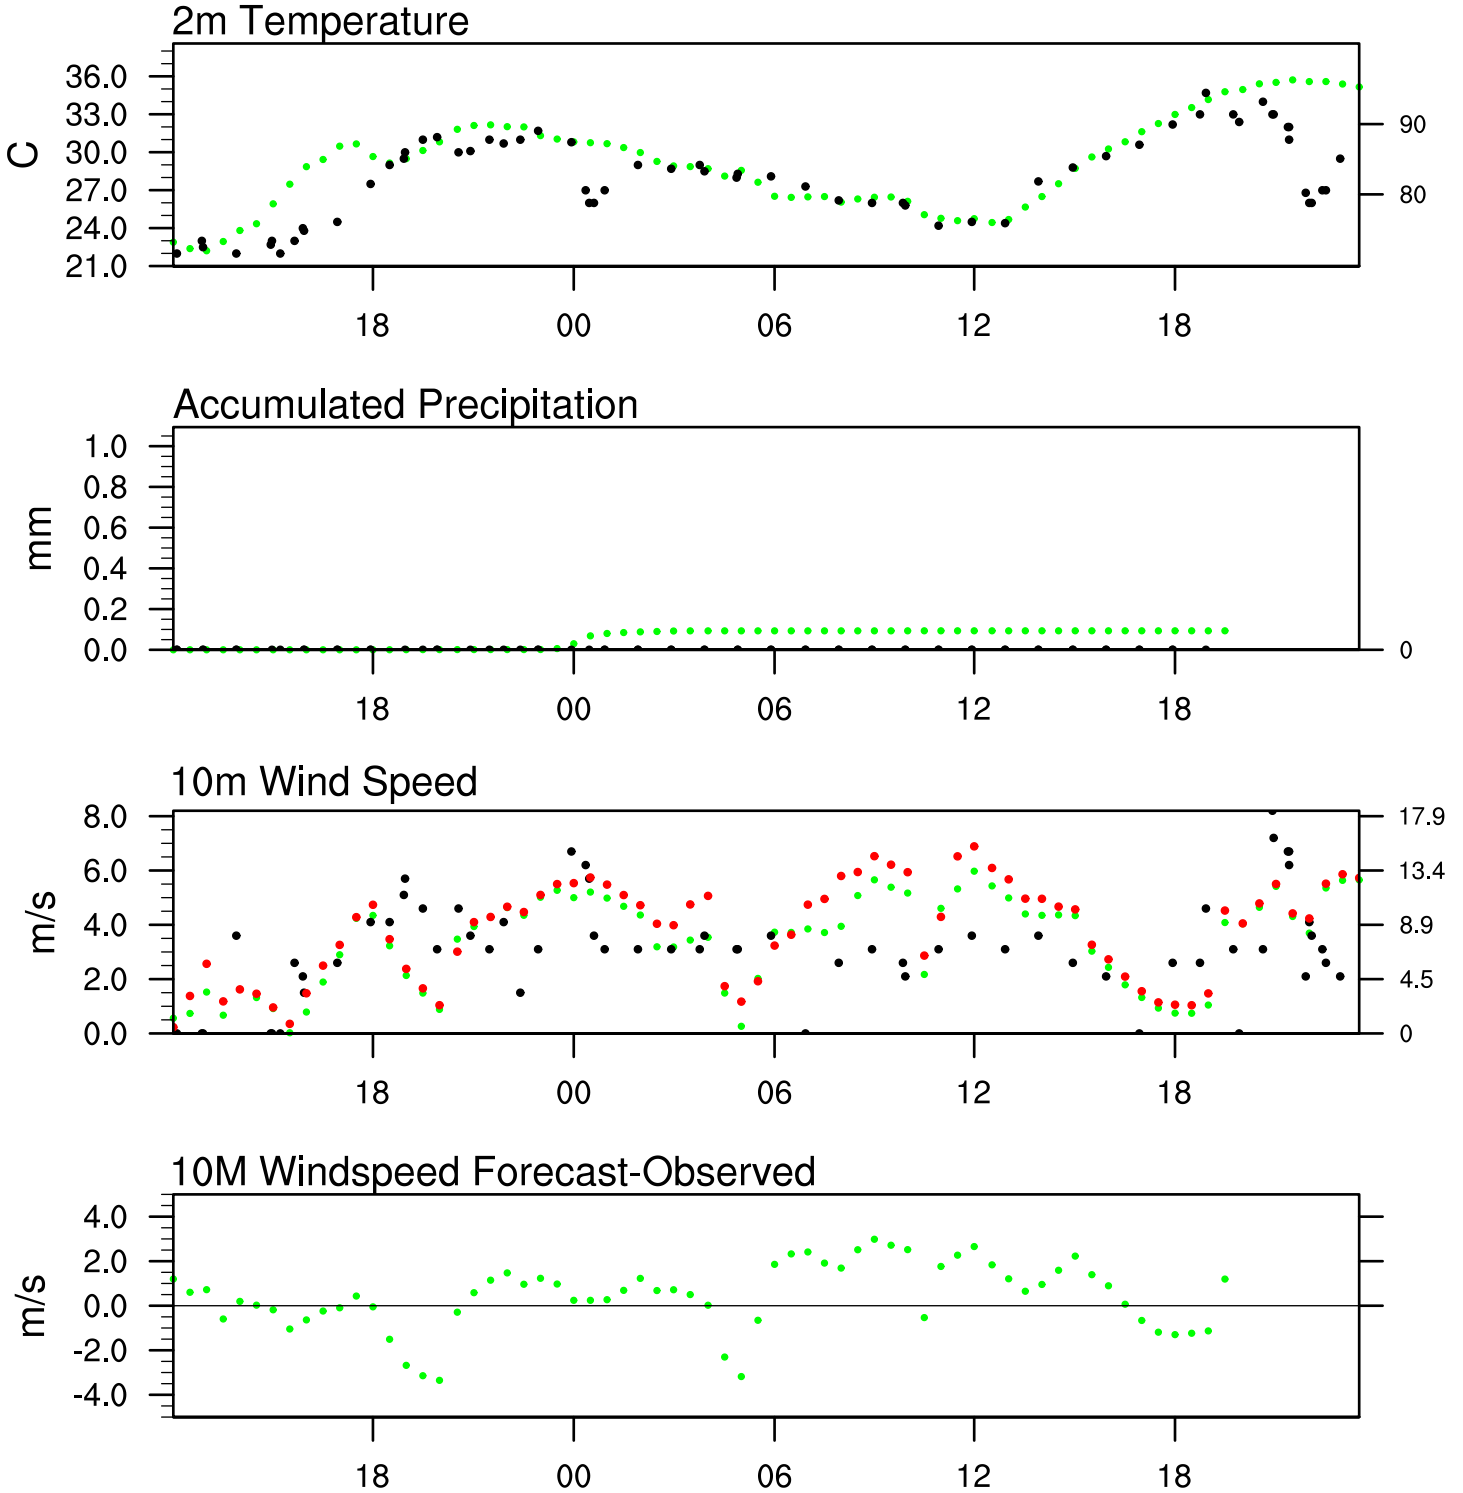 2m Temperature
36.0
33.0
90
30.0
C
27.0
80
24.0
21.0
18 00 06 12 18
Accumulated Precipitation
1.0
0.8
0.6
mm
0.4
0.2
0.0 0
18 00 06 12 18
10m Wind Speed
8.0 17.9
6.0 13.4
m/s
4.0 8.9
2.0 4.5
0.0 0
18 00 06 12 18
10M Windspeed Forecast-Observed
4.0
2.0
m/s
0.0
-2.0
-4.0
18 00 06 12 18